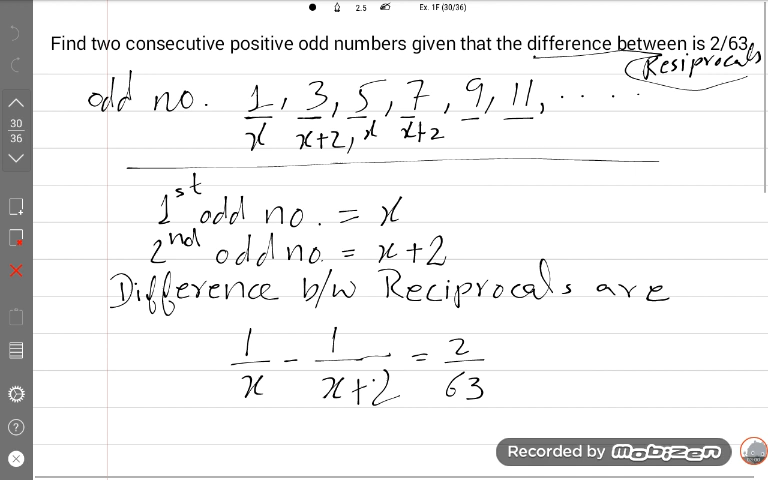 2.5 Ex. 1F (30/36)
Find two consecutive positive odd numbers given that the difference between is 2/63.
Resiprocals
odd no. 1, 3, 5, 7, 9, 11, . . . . .
x x+2, x x+2
30
36
1st odd no. = x
2nd odd no. = x+2
Difference b/w Reciprocals are
1/x - 1/x+2 = 2/63
Recorded by mobizen